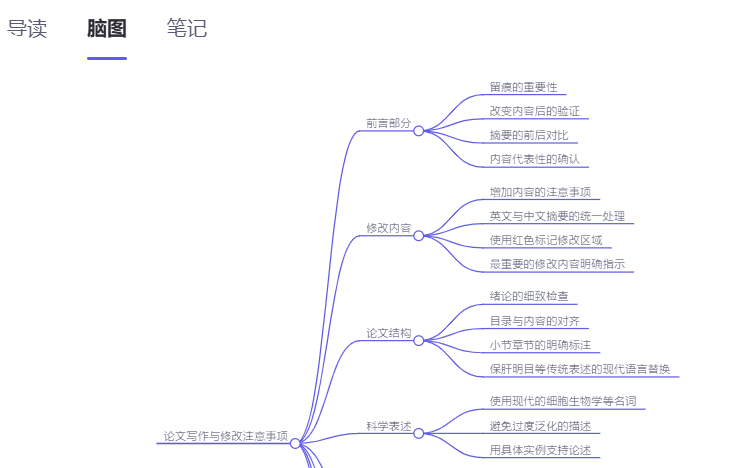 导读 脑图 笔记
留痕的重要性
改变内容后的验证
前言部分
摘要的前后对比
内容代表性的确认
增加内容的注意事项
英文与中文摘要的统一处理
修改内容
使用红色标记修改区域
最重要的修改内容明确指示
绪论的细致检查
目录与内容的对齐
论文结构
小节章节的明确标注
保肝明目等传统表述的现代语言替换
使用现代的细胞生物学等名词
科学表述
避免过度泛化的描述
论文写作与修改注意事项
用具体实例支持论述